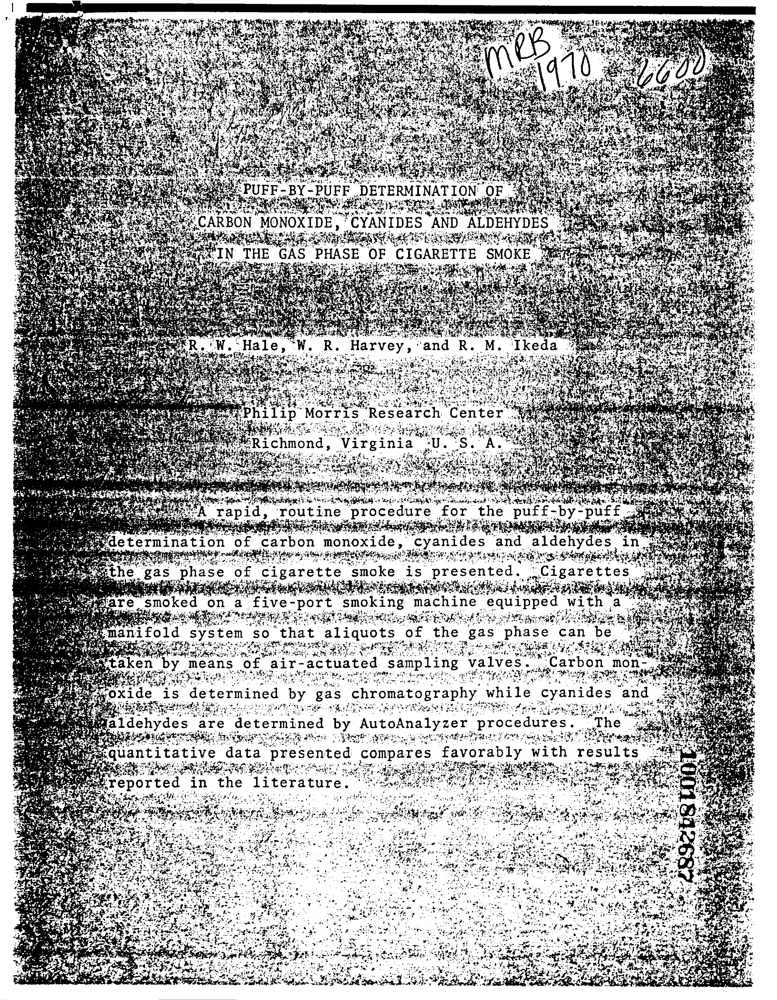 MRB
1970 6600
PUFF-BY-PUFF DETERMINATION OF
CARBON MONOXIDE, CYANIDES AND ALDEHYDES
IN THE GAS PHASE OF CIGARETTE SMOKE
R. W. Hale, W. R. Harvey, and R. M. Ikeda
Philip Morris Research Center
Richmond, Virginia U. S. A.
A rapid, routine procedure for the puff-by-puff
determination of carbon monoxide, cyanides and aldehydes in
the gas phase of cigarette smoke is presented. Cigarettes
are smoked on a five-port smoking machine equipped with a
manifold system so that aliquots of the gas phase can be
taken by means of air-actuated sampling valves. Carbon mon-
oxide is determined by gas chromatography while cyanides and
aldehydes are determined by AutoAnalyzer procedures. The
quantitative data presented compares favorably with results
reported in the literature.
1001842687